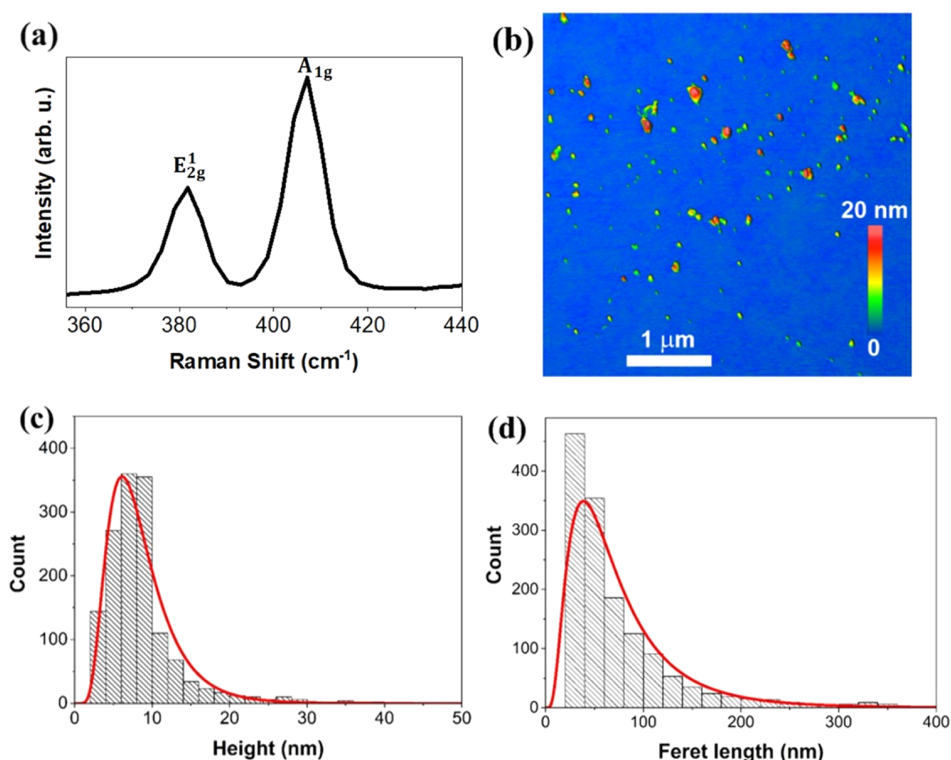 (a)
A1g
E12g
Intensity (arb. u.)
360 380 400 420 440
Raman Shift (cm-1)
(b)
20 nm
0
1 μm
(c)
400
300
200
100
0
Count
0 10 20 30 40 50
Height (nm)
(d)
400
300
200
100
0
Count
0 100 200 300 400
Feret length (nm)